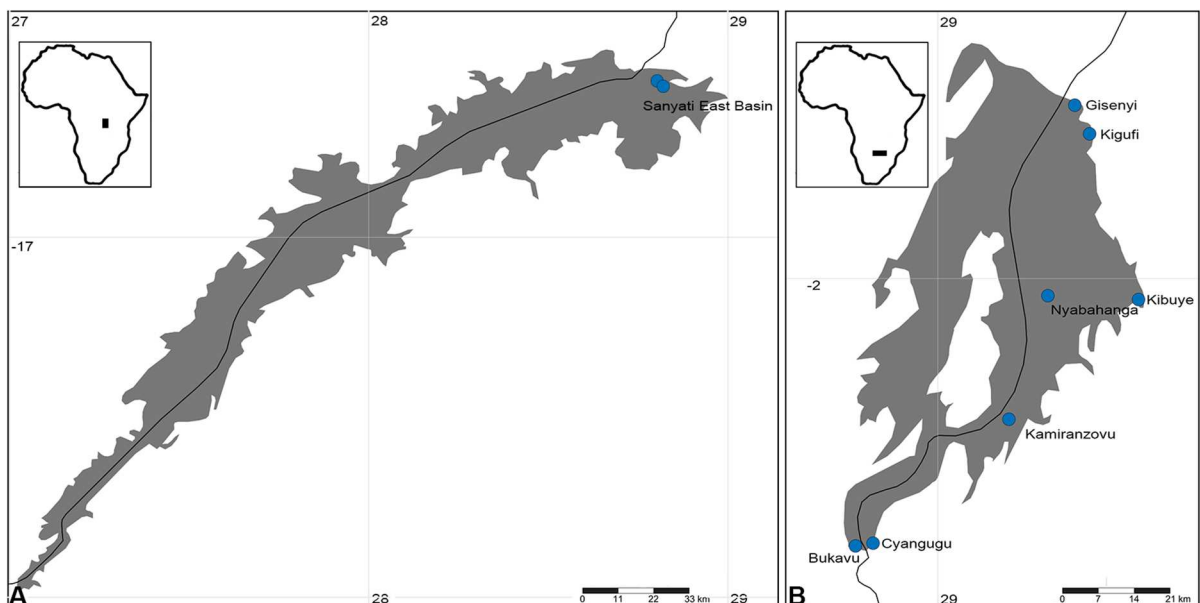 27
28
29
Sanyati East Basin
-17
A
28
29
0 11 22 33 km
29
Gisenyi
Kigufi
-2
Nyabahanga
Kibuye
Kamiranzovu
Bukavu
Cyangugu
B
29
0 7 14 21 km